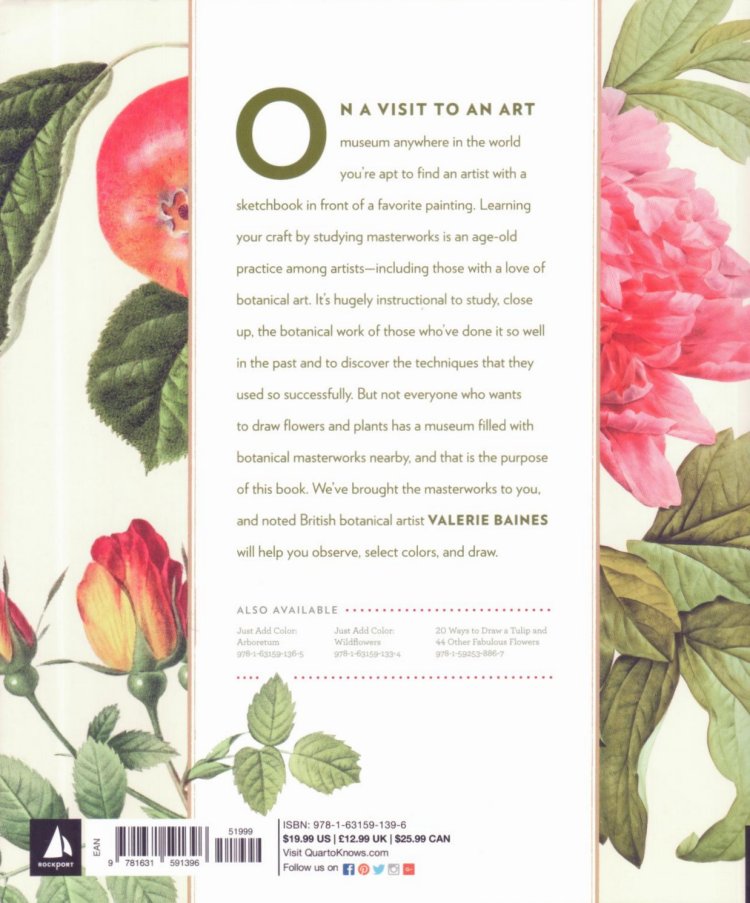 ON A VISIT TO AN ART
museum anywhere in the world
you're apt to find an artist with a
sketchbook in front of a favorite painting. Learning
your craft by studying masterworks is an age-old
practice among artists—including those with a love of
botanical art. It's hugely instructional to study, close
up, the botanical work of those who've done it so well
in the past and to discover the techniques that they
used so successfully. But not everyone who wants
to draw flowers and plants has a museum filled with
botanical masterworks nearby, and that is the purpose
of this book. We've brought the masterworks to you,
and noted British botanical artist VALERIE BAINES
will help you observe, select colors, and draw.
ALSO AVAILABLE
Just Add Color:
Arboretum
978-1-63159-136-5
Just Add Color:
Wildflowers
978-1-63159-133-4
20 Ways to Draw a Tulip and
44 Other Fabulous Flowers
978-1-59253-886-7
ROCKPORT
EAN
9 781631 591396
51999
ISBN: 978-1-63159-139-6
$19.99 US | £12.99 UK | $25.99 CAN
Visit QuartoKnows.com
Follow us on